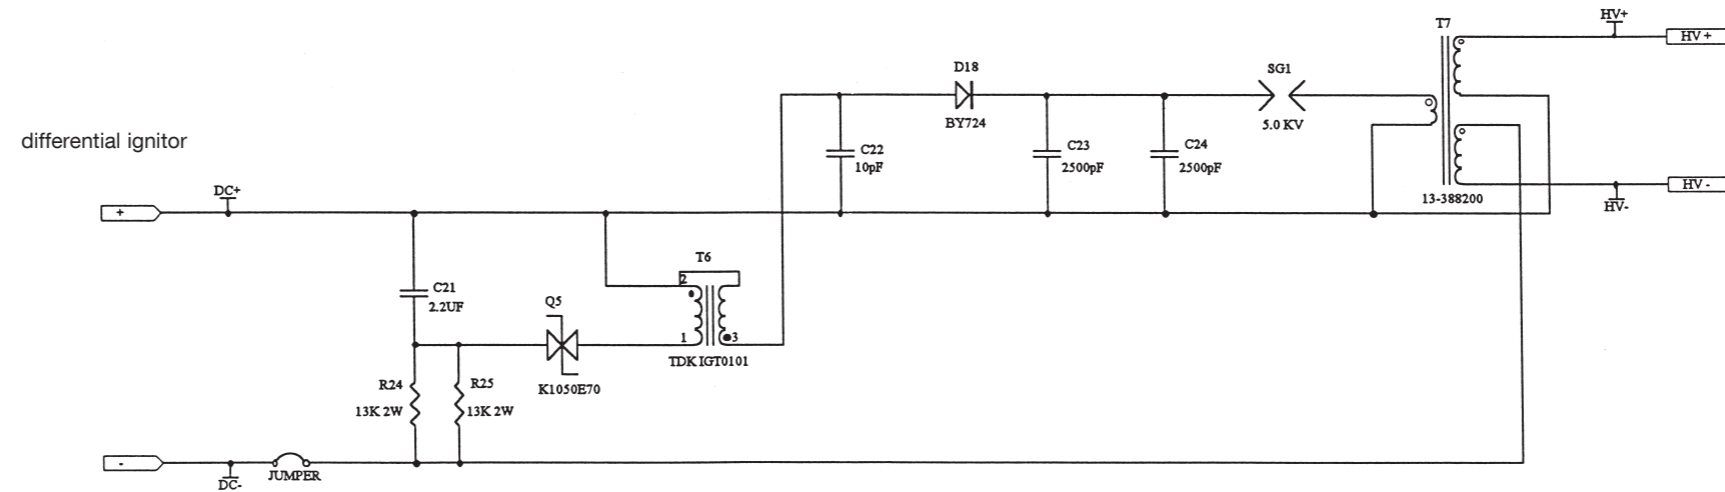 differential ignitor
+
DC+
C21
2.2UF
R24
13K 2W
R25
13K 2W
-
DC-
JUMPER
Q5
K1050E70
T6
2
1
3
TDK IGT0101
C22
10pF
D18
BY724
C23
2500pF
C24
2500pF
SG1
5.0 KV
T7
13-388200
HV+
HV +
HV -
HV-